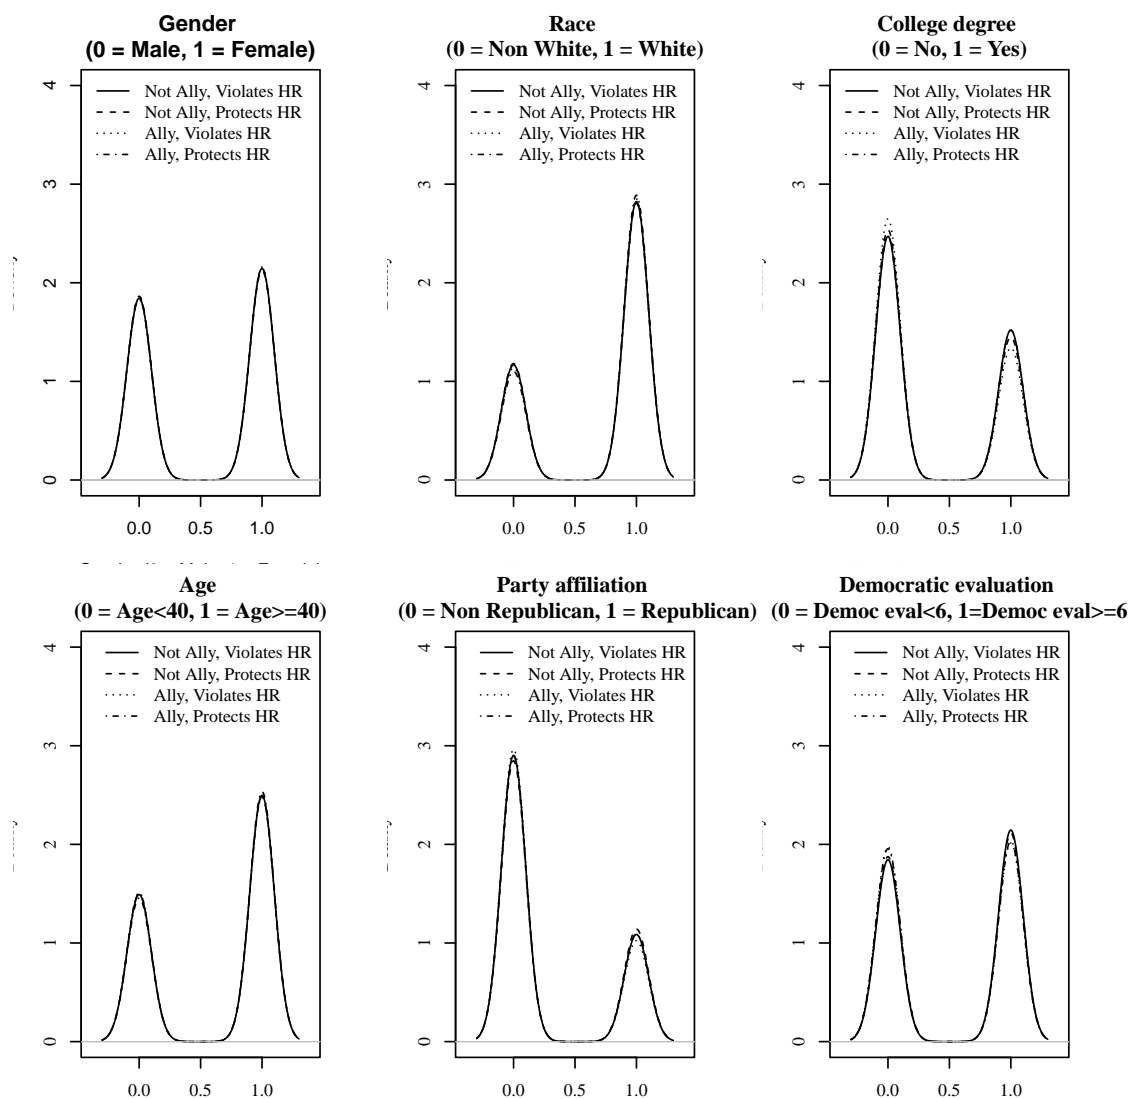 Gender
(0 = Male, 1 = Female)
4
3
2
1
0
Not Ally, Violates HR
Not Ally, Protects HR
Ally, Violates HR
Ally, Protects HR
0.0 0.5 1.0
Race
(0 = Non White, 1 = White)
4
3
2
1
0
Not Ally, Violates HR
Not Ally, Protects HR
Ally, Violates HR
Ally, Protects HR
0.0 0.5 1.0
College degree
(0 = No, 1 = Yes)
4
3
2
1
0
Not Ally, Violates HR
Not Ally, Protects HR
Ally, Violates HR
Ally, Protects HR
0.0 0.5 1.0
Age
(0 = Age<40, 1 = Age>=40)
4
3
2
1
0
Not Ally, Violates HR
Not Ally, Protects HR
Ally, Violates HR
Ally, Protects HR
0.0 0.5 1.0
Party affiliation
(0 = Non Republican, 1 = Republican)
4
3
2
1
0
Not Ally, Violates HR
Not Ally, Protects HR
Ally, Violates HR
Ally, Protects HR
0.0 0.5 1.0
Democratic evaluation
(0 = Democ eval<6, 1=Democ eval>=6
4
3
2
1
0
Not Ally, Violates HR
Not Ally, Protects HR
Ally, Violates HR
Ally, Protects HR
0.0 0.5 1.0